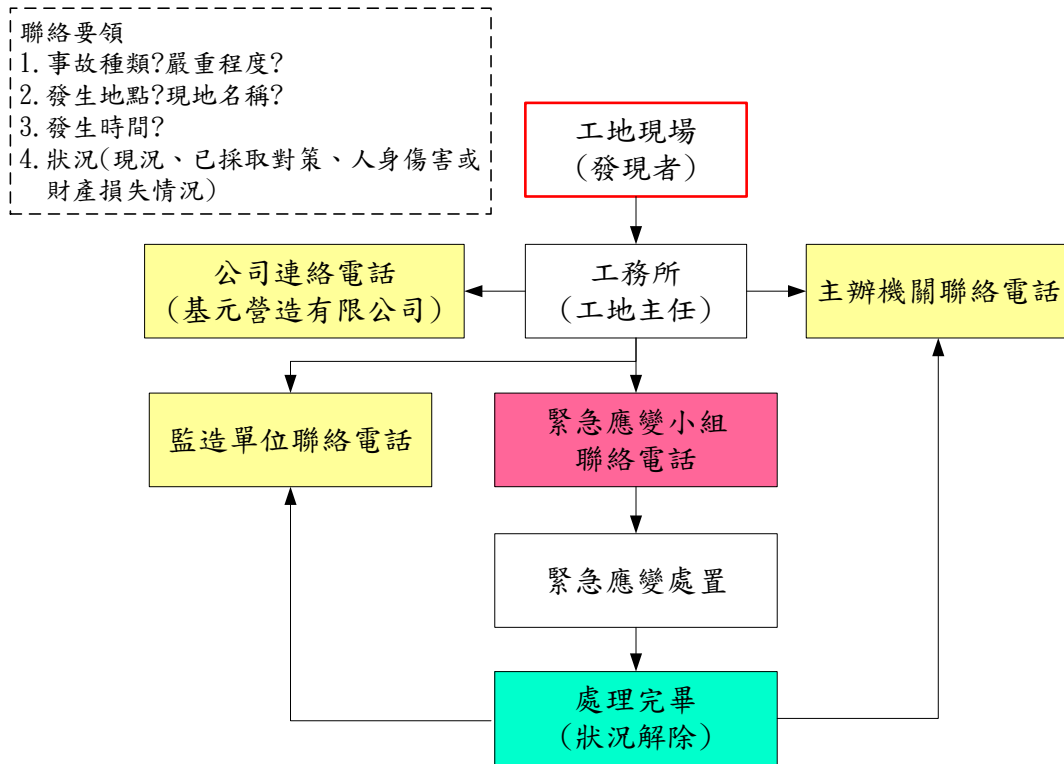 聯絡要領
1.事故種類?嚴重程度?
2.發生地點?現地名稱?
3.發生時間?
4.狀況(現況、已採取對策、人身傷害或
財產損失情況)
工地現場
(發現者)
公司連絡電話
(基元營造有限公司)
工務所
(工地主任)
主辦機關聯絡電話
監造單位聯絡電話
緊急應變小組
聯絡電話
緊急應變處置
處理完畢
(狀況解除)